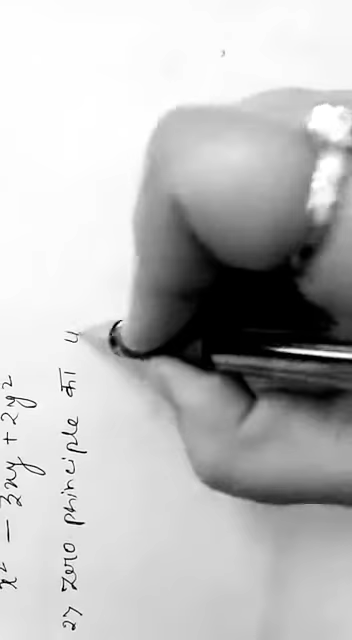 x² - 3xy + 2y²
2> Zero principle का